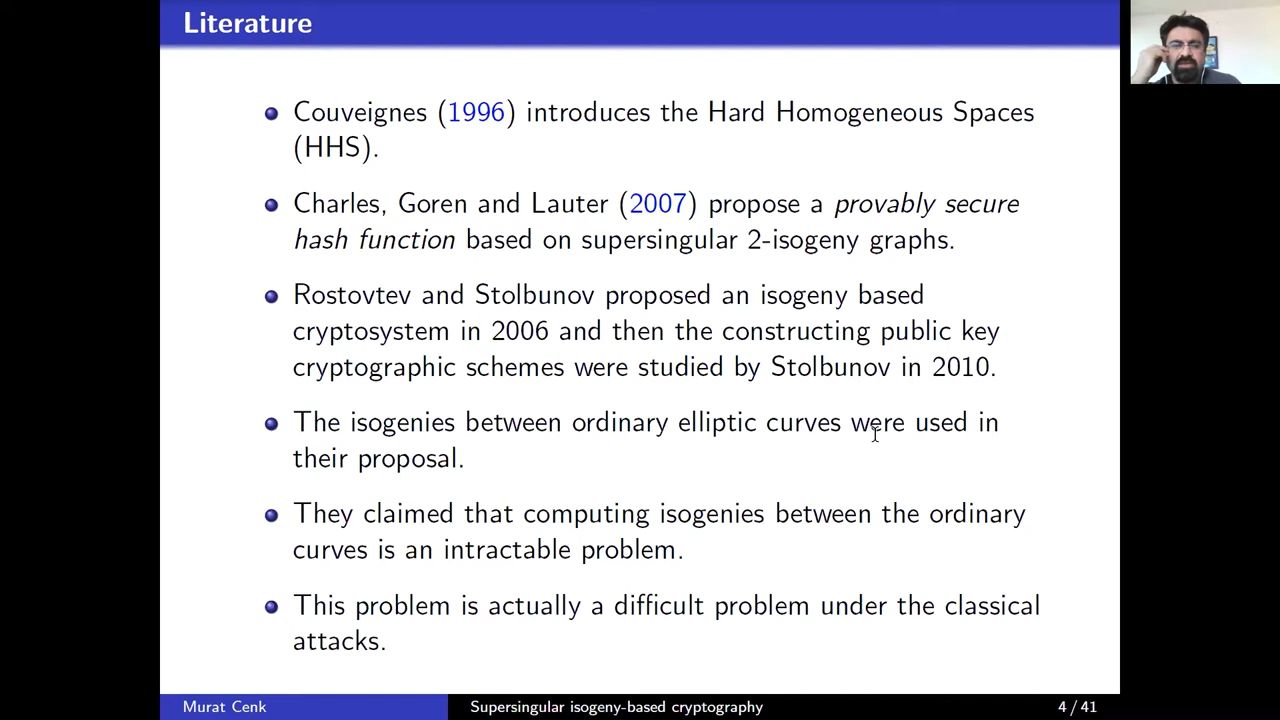 Literature
Couveignes (1996) introduces the Hard Homogeneous Spaces
(HHS).
Charles, Goren and Lauter (2007) propose a provably secure
hash function based on supersingular 2-isogeny graphs.
Rostovtev and Stolbunov proposed an isogeny based
cryptosystem in 2006 and then the constructing public key
cryptographic schemes were studied by Stolbunov in 2010.
The isogenies between ordinary elliptic curves were used in
their proposal.
They claimed that computing isogenies between the ordinary
curves is an intractable problem.
This problem is actually a difficult problem under the classical
attacks.
Murat Cenk Supersingular isogeny-based cryptography 4 / 41